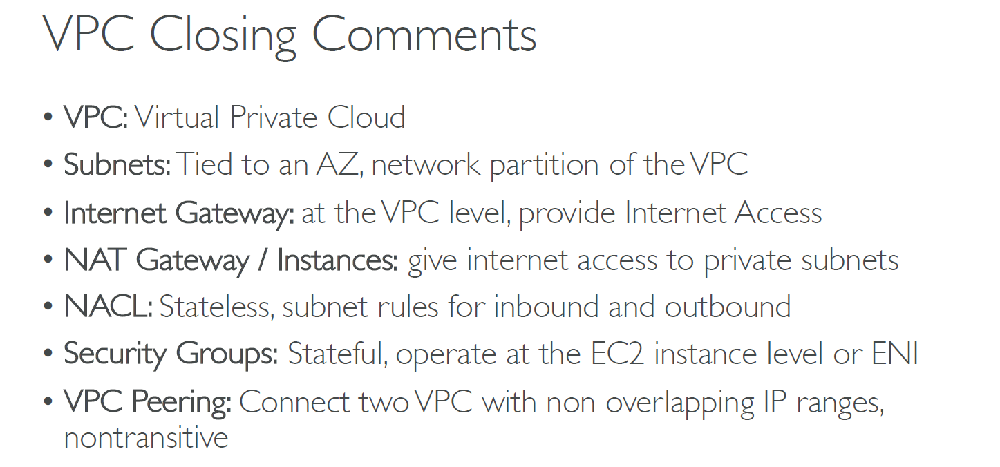 VPC Closing Comments
• VPC: Virtual Private Cloud
• Subnets: Tied to an AZ, network partition of the VPC
• Internet Gateway: at the VPC level, provide Internet Access
• NAT Gateway / Instances: give internet access to private subnets
• NACL: Stateless, subnet rules for inbound and outbound
• Security Groups: Stateful, operate at the EC2 instance level or ENI
• VPC Peering: Connect two VPC with non overlapping IP ranges,
nontransitive